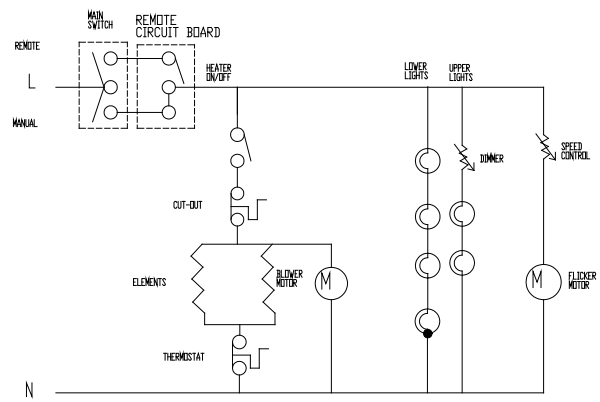 MAIN
SWITCH
REMOTE
CIRCUIT BOARD
REMOTE
L
MANUAL
HEATER
ON/OFF
LOWER
LIGHTS
UPPER
LIGHTS
DIMMER
SPEED
CONTROL
CUT-OUT
ELEMENTS
BLOWER
MOTOR
M
M
FLICKER
MOTOR
THERMOSTAT
N